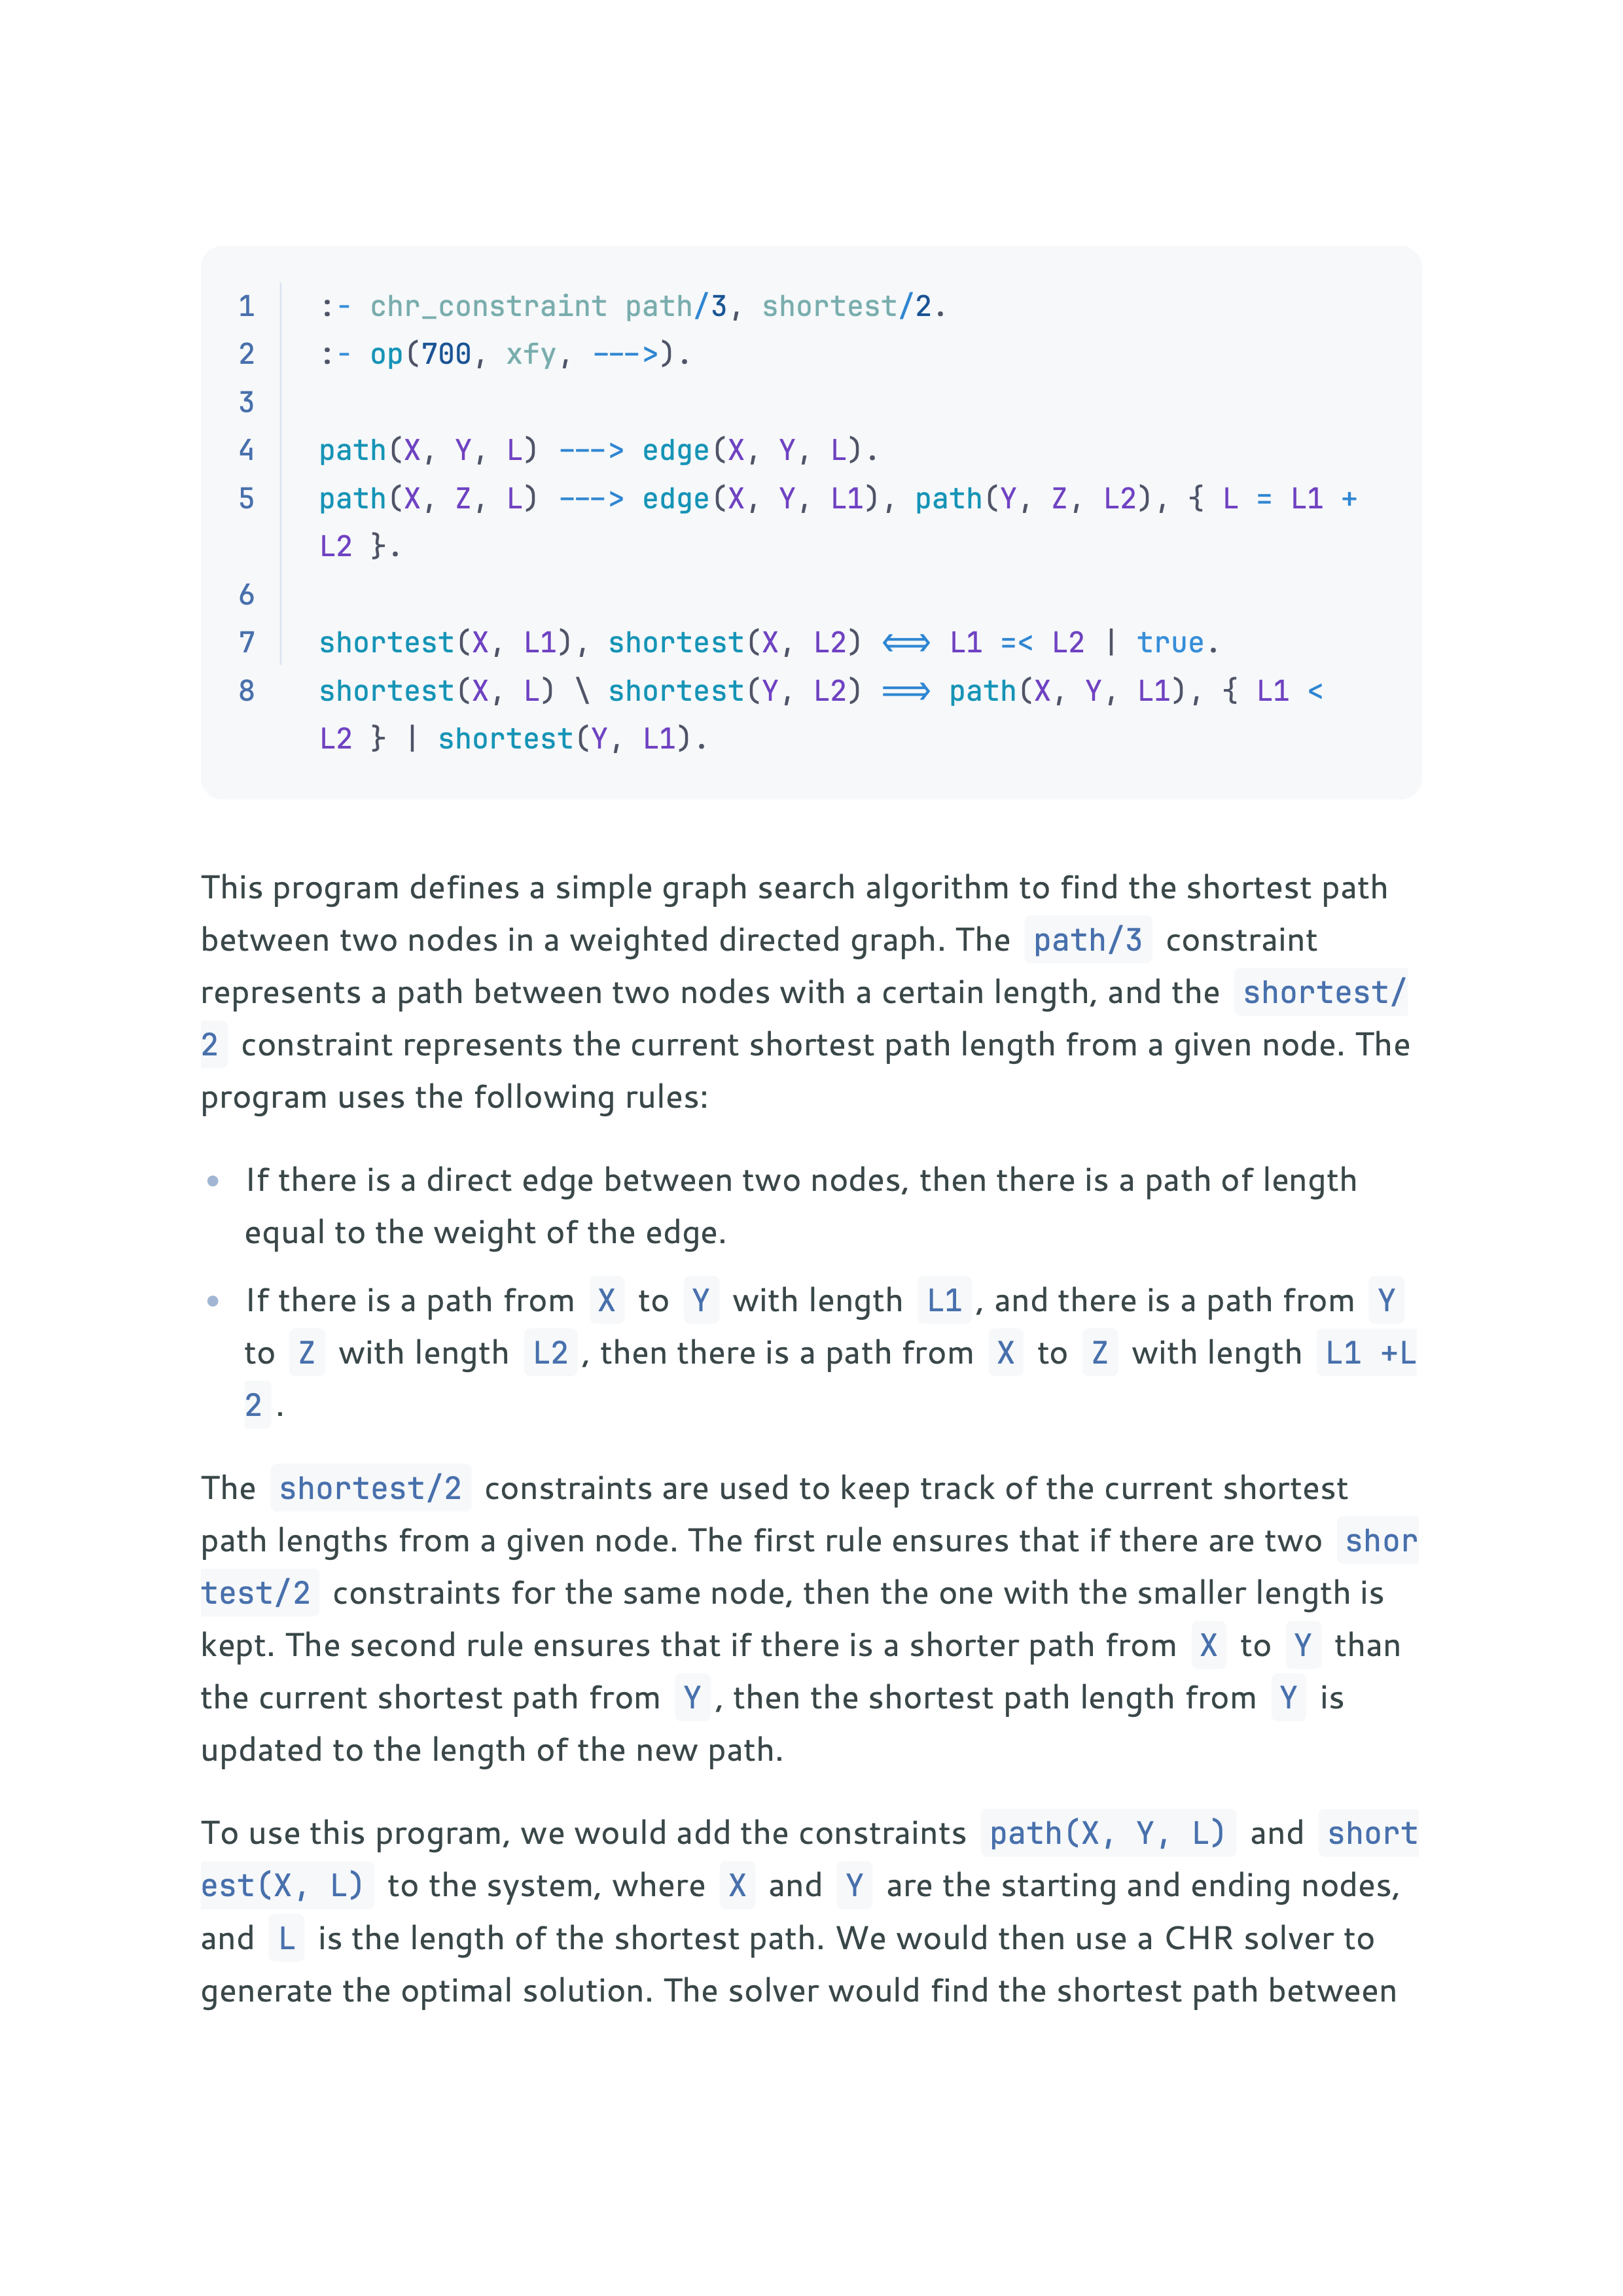 1 :- chr_constraint path/3, shortest/2.
2 :- op(700, xfy, --->).
3
4 path(X, Y, L) ---> edge(X, Y, L).
5 path(X, Z, L) ---> edge(X, Y, L1), path(Y, Z, L2), { L = L1 +
L2 }.
6
7 shortest(X, L1), shortest(X, L2) <=> L1 =< L2 | true.
8 shortest(X, L) \ shortest(Y, L2) ==> path(X, Y, L1), { L1 <
L2 } | shortest(Y, L1).
This program defines a simple graph search algorithm to find the shortest path
between two nodes in a weighted directed graph. The path/3 constraint
represents a path between two nodes with a certain length, and the shortest/
2 constraint represents the current shortest path length from a given node. The
program uses the following rules:
• If there is a direct edge between two nodes, then there is a path of length
equal to the weight of the edge.
• If there is a path from X to Y with length L1, and there is a path from Y
to Z with length L2, then there is a path from X to Z with length L1 +L
2.
The shortest/2 constraints are used to keep track of the current shortest
path lengths from a given node. The first rule ensures that if there are two shor
test/2 constraints for the same node, then the one with the smaller length is
kept. The second rule ensures that if there is a shorter path from X to Y than
the current shortest path from Y, then the shortest path length from Y is
updated to the length of the new path.
To use this program, we would add the constraints path(X, Y, L) and short
est(X, L) to the system, where X and Y are the starting and ending nodes,
and L is the length of the shortest path. We would then use a CHR solver to
generate the optimal solution. The solver would find the shortest path between